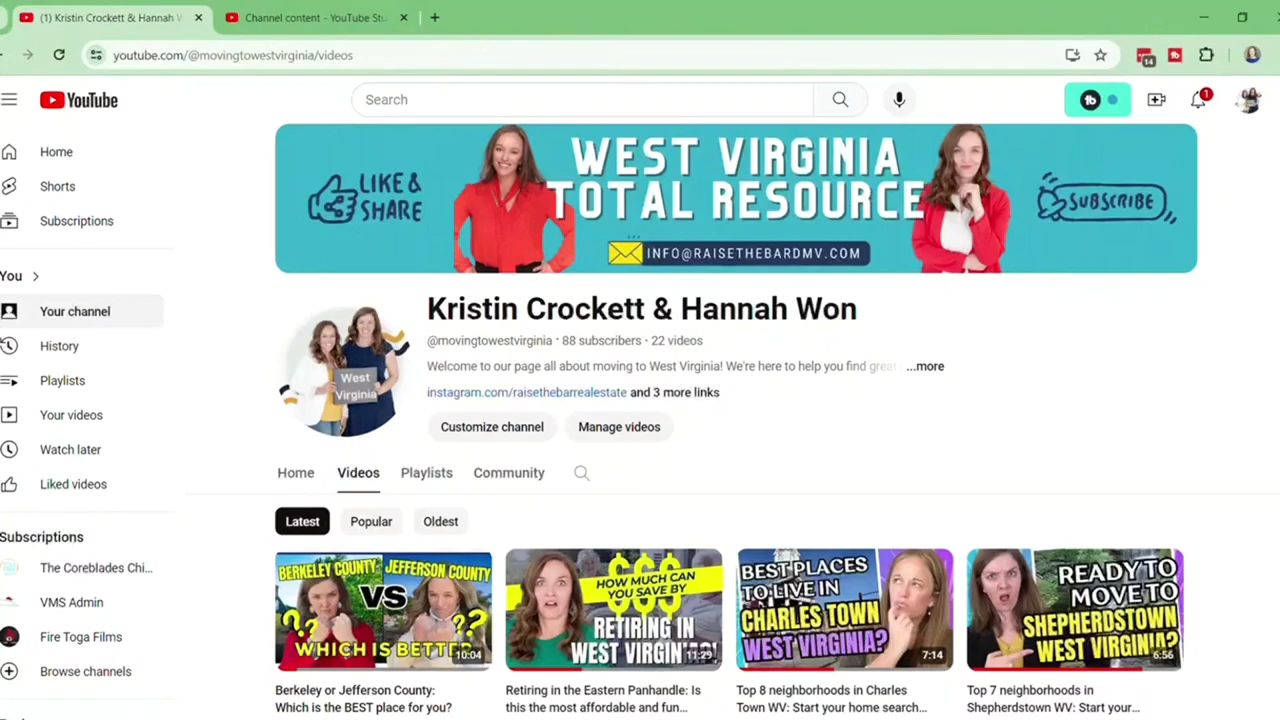 (1) Kristin Crockett & Hannah W
Channel content - YouTube Stu
youtube.com/@movingtowestvirginia/videos
14
YouTube
Search
1
Home
Shorts
Subscriptions
You
Your channel
History
Playlists
Your videos
Watch later
Liked videos
Subscriptions
The Coreblades Chi...
VMS Admin
Fire Toga Films
Browse channels
LIKE &
SHARE
WEST VIRGINIA
TOTAL RESOURCE
INFO@RAISETHEBARDMV.COM
SUBSCRIBE
West
Virginia
Kristin Crockett & Hannah Won
@movingtowestvirginia · 88 subscribers · 22 videos
Welcome to our page all about moving to West Virginia! We're here to help you find great ...more
instagram.com/raisethebarrealestate and 3 more links
Customize channel
Manage videos
Home
Videos
Playlists
Community
Latest
Popular
Oldest
BERKELEY COUNTY
VS
JEFFERSON COUNTY
??
??
WHICH IS BETTER
10:04
Berkeley or Jefferson County:
Which is the BEST place for you?
$$$
HOW MUCH CAN
YOU SAVE BY
RETIRING IN
WEST VIRGINIA?
11:29
Retiring in the Eastern Panhandle: Is
this the most affordable and fun...
BEST PLACES
TO LIVE IN
CHARLES TOWN
WEST VIRGINIA?
7:14
Top 8 neighborhoods in Charles
Town WV: Start your home search...
READY TO
MOVE TO
SHEPHERDSTOWN
WEST VIRGINIA?
6:56
Top 7 neighborhoods in
Shepherdstown WV: Start your...